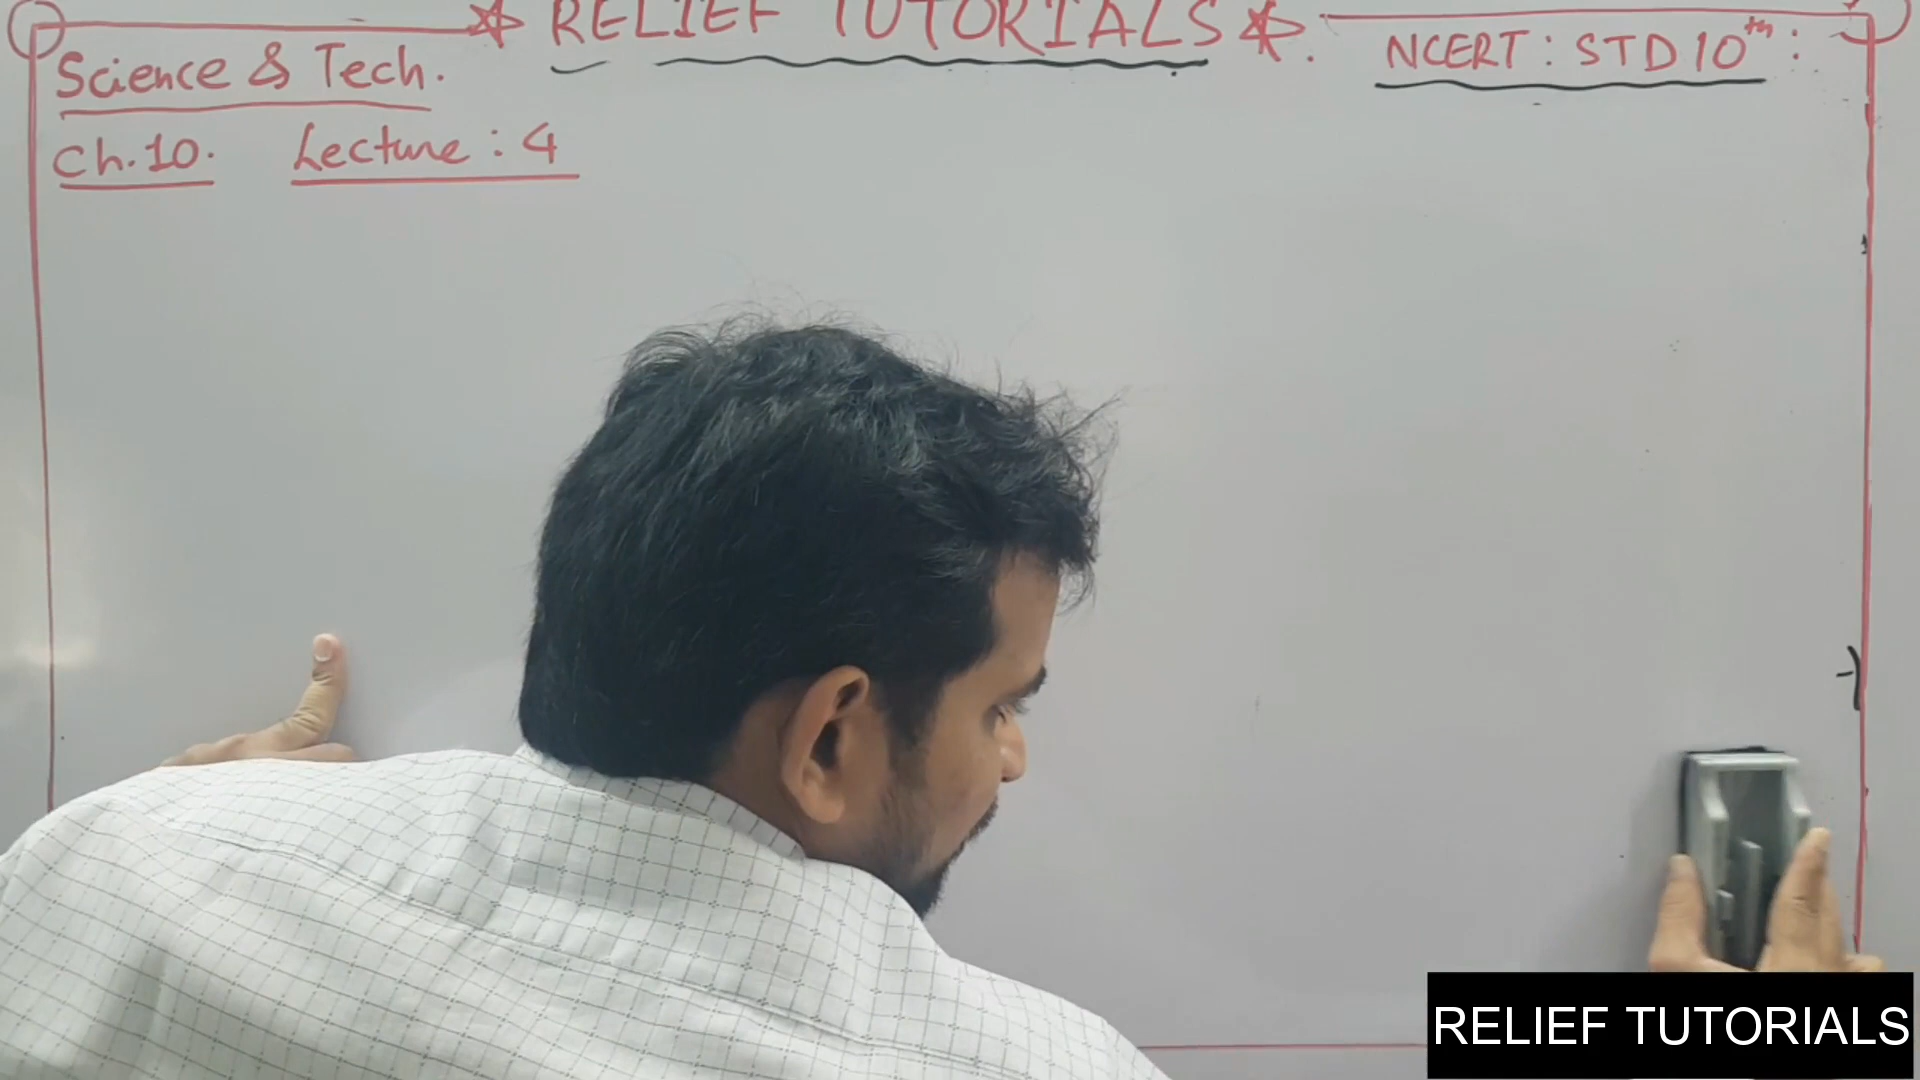 ☆ RELIEF TUTORIALS ☆.
NCERT : STD 10th :
Science & Tech.
Ch. 10. Lecture : 4
RELIEF TUTORIALS